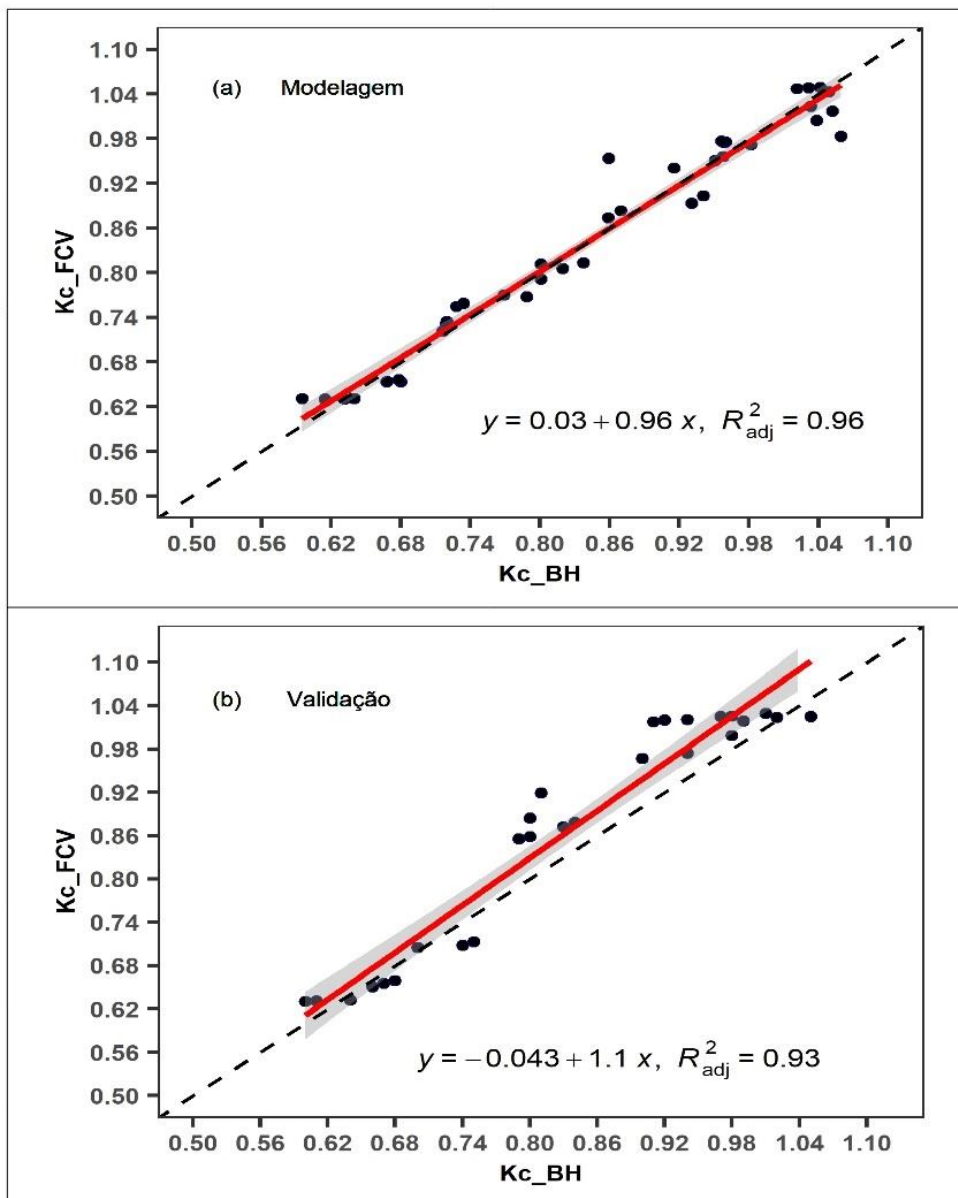 (a) Modelagem
Kc_FCV
1.10
1.04
0.98
0.92
0.86
0.80
0.74
0.68
0.62
0.56
0.50
y = 0.03 + 0.96 x, R²adj = 0.96
0.50 0.56 0.62 0.68 0.74 0.80 0.86 0.92 0.98 1.04 1.10
Kc_BH
(b) Validação
Kc_FCV
1.10
1.04
0.98
0.92
0.86
0.80
0.74
0.68
0.62
0.56
0.50
y = −0.043 + 1.1 x, R²adj = 0.93
0.50 0.56 0.62 0.68 0.74 0.80 0.86 0.92 0.98 1.04 1.10
Kc_BH